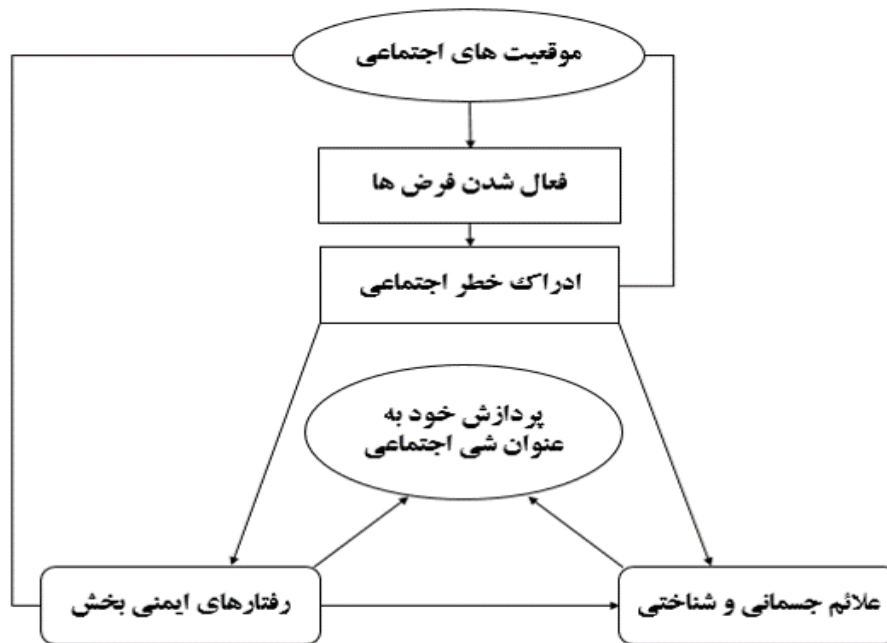 موقعیت های اجتماعی
فعال شدن فرض ها
ادراک خطر اجتماعی
پردازش خود به
عنوان شی اجتماعی
علائم جسمانی و شناختی
رفتارهای ایمنی بخش